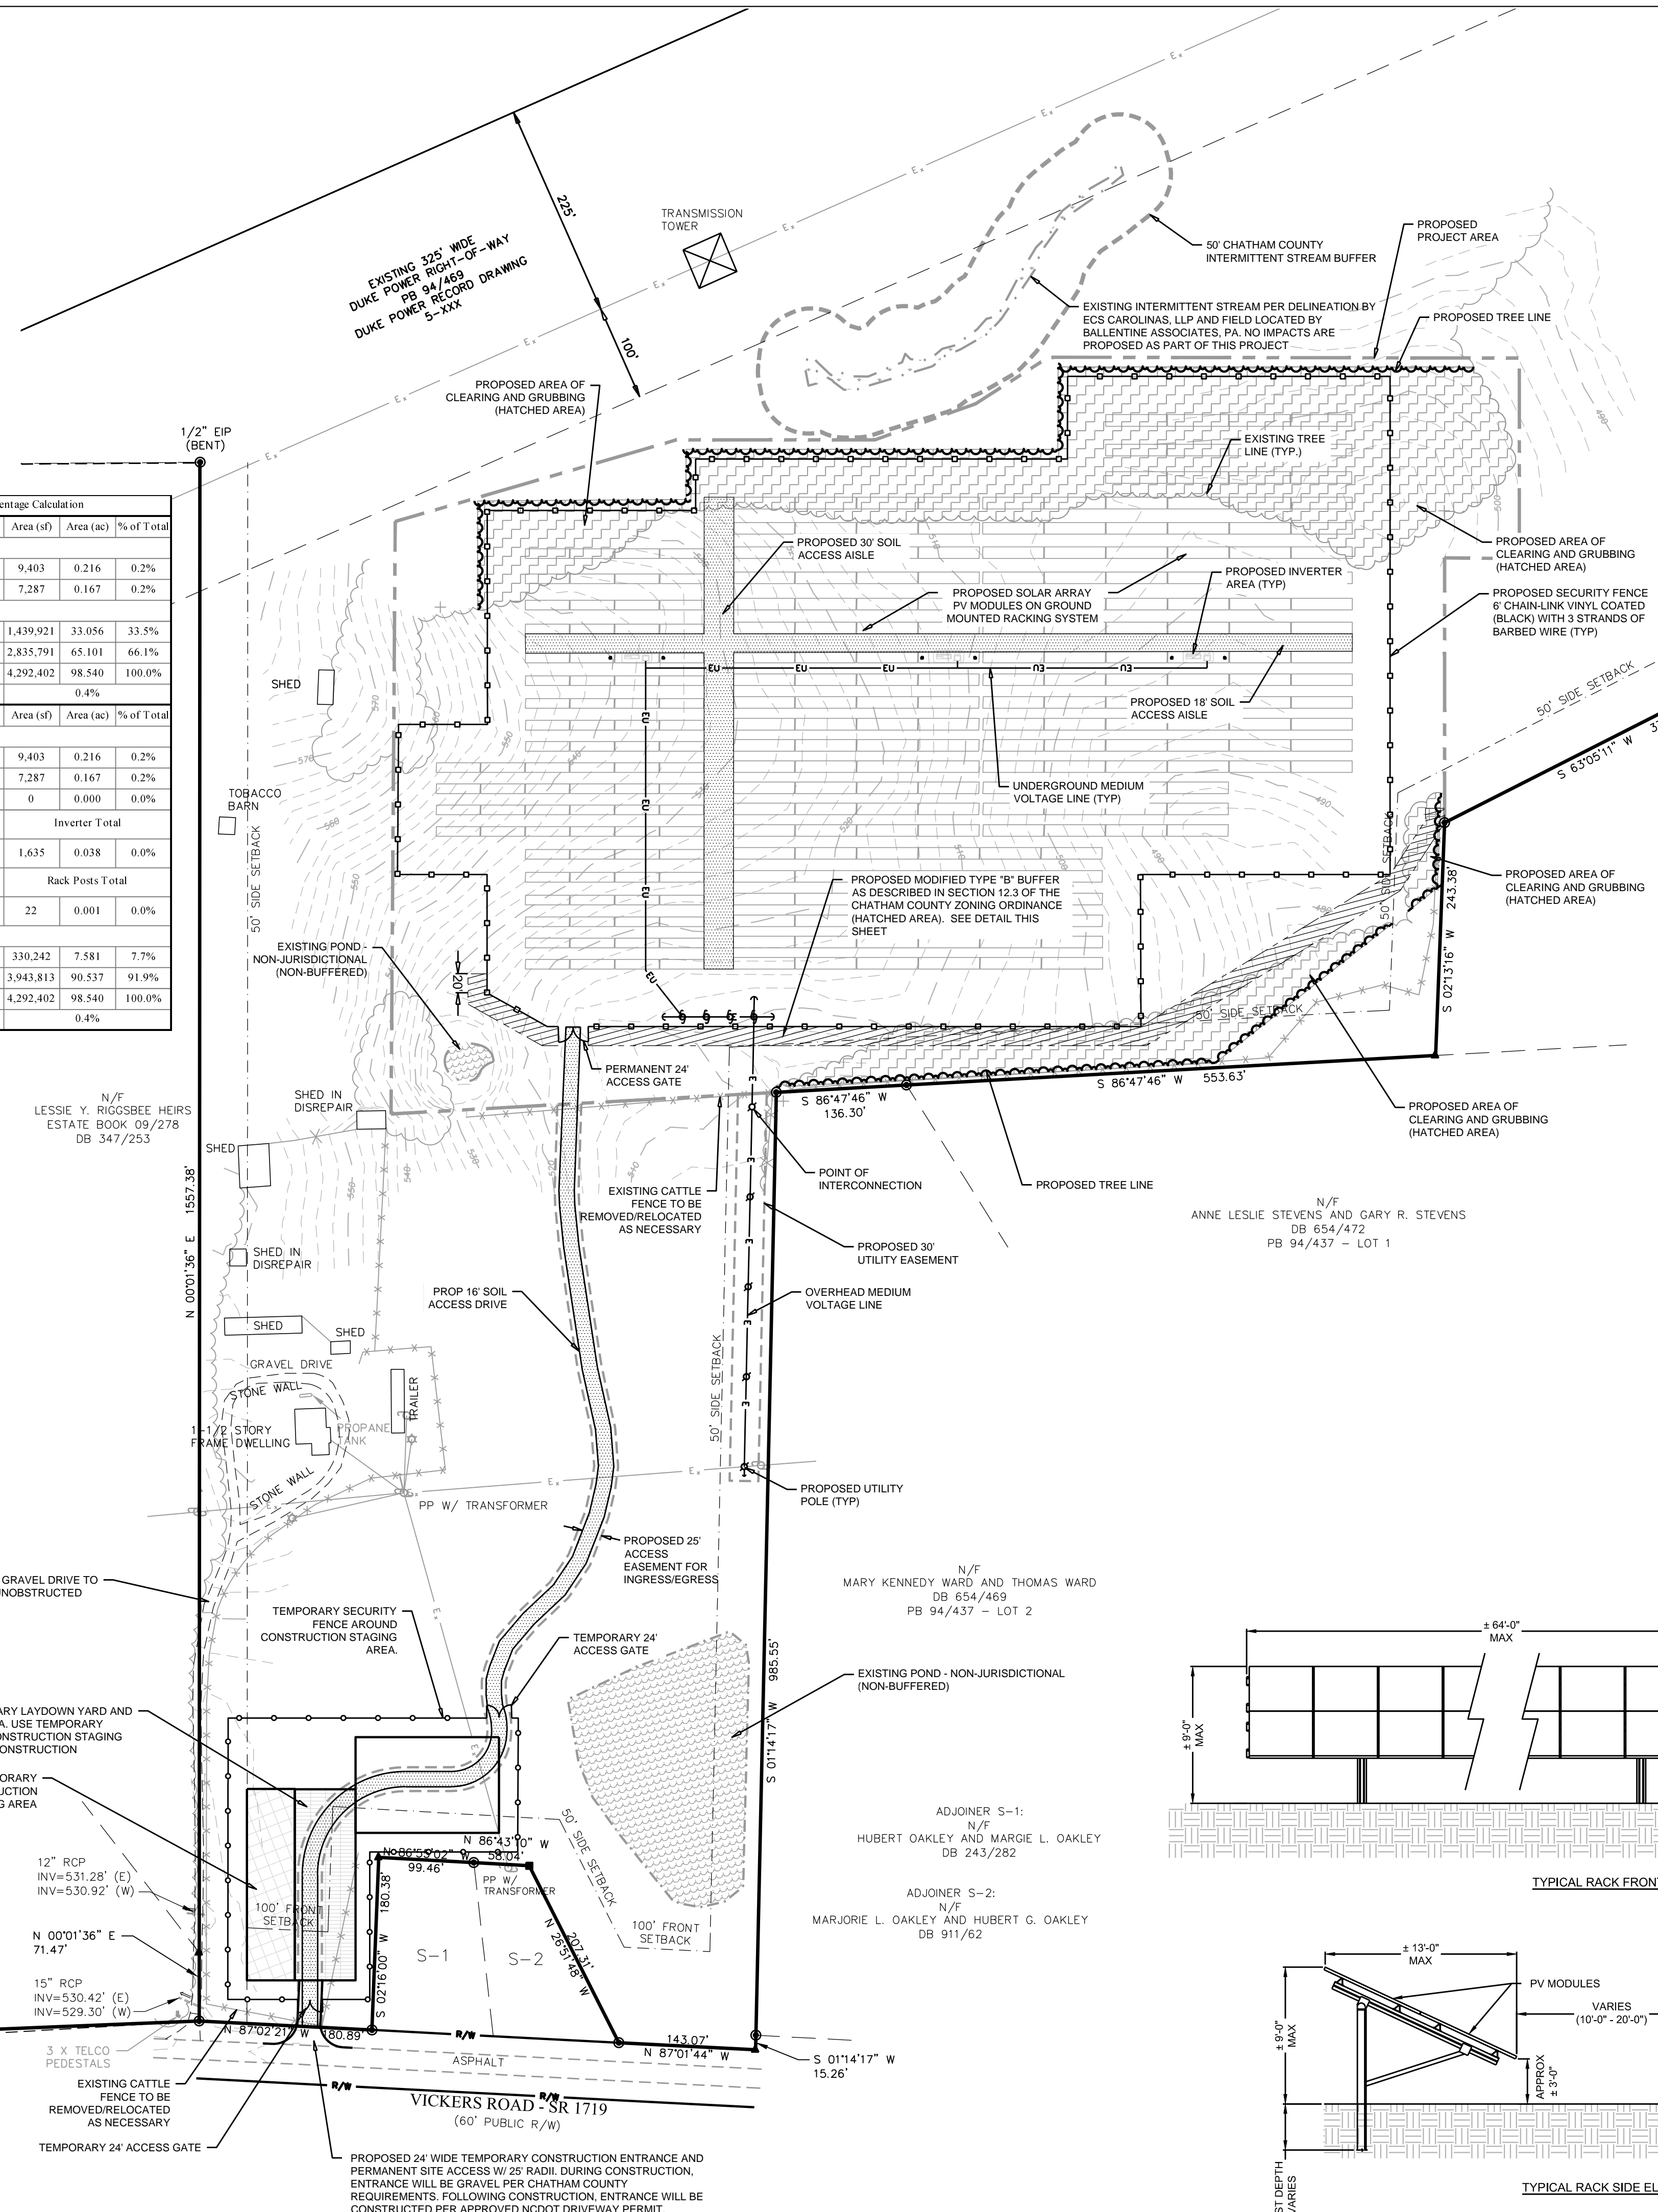 225'
EXISTING 325' WIDE
DUKE POWER RIGHT-OF-WAY
PB 94/469
DUKE POWER RECORD DRAWING
5-XXX
100'
TRANSMISSION
TOWER
50' CHATHAM COUNTY
INTERMITTENT STREAM BUFFER
PROPOSED
PROJECT AREA
EXISTING INTERMITTENT STREAM PER DELINEATION BY
ECS CAROLINAS, LLP AND FIELD LOCATED BY
BALLENTINE ASSOCIATES, PA. NO IMPACTS ARE
PROPOSED AS PART OF THIS PROJECT
PROPOSED TREE LINE
PROPOSED AREA OF
CLEARING AND GRUBBING
(HATCHED AREA)
1/2" EIP
(BENT)
EXISTING TREE
LINE (TYP.)
entage Calculation
Area (sf) Area (ac) % of Total
9,403 0.216 0.2%
7,287 0.167 0.2%
1,439,921 33.056 33.5%
2,835,791 65.101 66.1%
4,292,402 98.540 100.0%
0.4%
Area (sf) Area (ac) % of Total
9,403 0.216 0.2%
7,287 0.167 0.2%
0 0.000 0.0%
Inverter Total
1,635 0.038 0.0%
Rack Posts Total
22 0.001 0.0%
330,242 7.581 7.7%
3,943,813 90.537 91.9%
4,292,402 98.540 100.0%
0.4%
PROPOSED 30' SOIL
ACCESS AISLE
PROPOSED SOLAR ARRAY
PV MODULES ON GROUND
MOUNTED RACKING SYSTEM
PROPOSED INVERTER
AREA (TYP)
PROPOSED AREA OF
CLEARING AND GRUBBING
(HATCHED AREA)
PROPOSED SECURITY FENCE
6' CHAIN-LINK VINYL COATED
(BLACK) WITH 3 STRANDS OF
BARBED WIRE (TYP)
SHED
PROPOSED 18' SOIL
ACCESS AISLE
50' SIDE SETBACK
S 63°05'11" W
UNDERGROUND MEDIUM
VOLTAGE LINE (TYP)
TOBACCO
BARN
50' SIDE SETBACK
50' SIDE SETBACK
PROPOSED MODIFIED TYPE "B" BUFFER
AS DESCRIBED IN SECTION 12.3 OF THE
CHATHAM COUNTY ZONING ORDINANCE
(HATCHED AREA). SEE DETAIL THIS
SHEET
PROPOSED AREA OF
CLEARING AND GRUBBING
(HATCHED AREA)
S 02°13'16" W 243.38'
EXISTING POND -
NON-JURISDICTIONAL
(NON-BUFFERED)
20'
50' SIDE SETBACK
PERMANENT 24'
ACCESS GATE
S 86°47'46" W 553.63'
S 86°47'46" W
136.30'
N/F
LESSIE Y. RIGGSBEE HEIRS
ESTATE BOOK 09/278
DB 347/253
SHED IN
DISREPAIR
SHED
PROPOSED AREA OF
CLEARING AND GRUBBING
(HATCHED AREA)
POINT OF
INTERCONNECTION
PROPOSED TREE LINE
EXISTING CATTLE
FENCE TO BE
REMOVED/RELOCATED
AS NECESSARY
N/F
ANNE LESLIE STEVENS AND GARY R. STEVENS
DB 654/472
PB 94/437 - LOT 1
N 00°01'36" E 1557.38'
SHED IN
DISREPAIR
PROPOSED 30'
UTILITY EASEMENT
PROP 16' SOIL
ACCESS DRIVE
OVERHEAD MEDIUM
VOLTAGE LINE
SHED
SHED
GRAVEL DRIVE
STONE WALL
TRAILER
50' SIDE SETBACK
1-1/2 STORY
FRAME DWELLING
PROPANE
TANK
STONE WALL
PP W/ TRANSFORMER
PROPOSED UTILITY
POLE (TYP)
PROPOSED 25'
ACCESS
EASEMENT FOR
INGRESS/EGRESS
GRAVEL DRIVE TO
NOBSTRUCTED
N/F
MARY KENNEDY WARD AND THOMAS WARD
DB 654/469
PB 94/437 - LOT 2
TEMPORARY SECURITY
FENCE AROUND
CONSTRUCTION STAGING
AREA.
TEMPORARY 24'
ACCESS GATE
± 64'-0"
MAX
EXISTING POND - NON-JURISDICTIONAL
(NON-BUFFERED)
S 01°14'17" W 985.55'
ARY LAYDOWN YARD AND
A. USE TEMPORARY
ONSTRUCTION STAGING
ONSTRUCTION
± 9'-0"
MAX
ORARY
UCTION
G AREA
ADJOINER S-1:
N/F
HUBERT OAKLEY AND MARGIE L. OAKLEY
DB 243/282
50' SIDE SETBACK
N 86°43'10" W
58.04'
N 86°55'02" W
99.46'
PP W/
TRANSFORMER
12" RCP
INV=531.28' (E)
INV=530.92' (W)
TYPICAL RACK FRONT
ADJOINER S-2:
N/F
MARJORIE L. OAKLEY AND HUBERT G. OAKLEY
DB 911/62
100' FRONT
SETBACK
100' FRONT
SETBACK
N 00°01'36" E
71.47'
S 02°16'00" W 180.38'
S-1
S-2
207.31'
N 26°51'48" W
± 13'-0"
MAX
PV MODULES
VARIES
(10'-0" - 20'-0")
15" RCP
INV=530.42' (E)
INV=529.30' (W)
± 9'-0"
MAX
APPROX
± 3'-0"
N 87°02'21" W 180.89'
R/W
143.07'
N 87°01'44" W
3 X TELCO
PEDESTALS
ASPHALT
S 01°14'17" W
15.26'
EXISTING CATTLE
FENCE TO BE
REMOVED/RELOCATED
AS NECESSARY
R/W
R/W
VICKERS ROAD - SR 1719
(60' PUBLIC R/W)
TEMPORARY 24' ACCESS GATE
PROPOSED 24' WIDE TEMPORARY CONSTRUCTION ENTRANCE AND
PERMANENT SITE ACCESS W/ 25' RADII. DURING CONSTRUCTION,
ENTRANCE WILL BE GRAVEL PER CHATHAM COUNTY
REQUIREMENTS. FOLLOWING CONSTRUCTION, ENTRANCE WILL BE
CONSTRUCTED PER APPROVED NCDOT DRIVEWAY PERMIT
ST DEPTH
VARIES
TYPICAL RACK SIDE EL